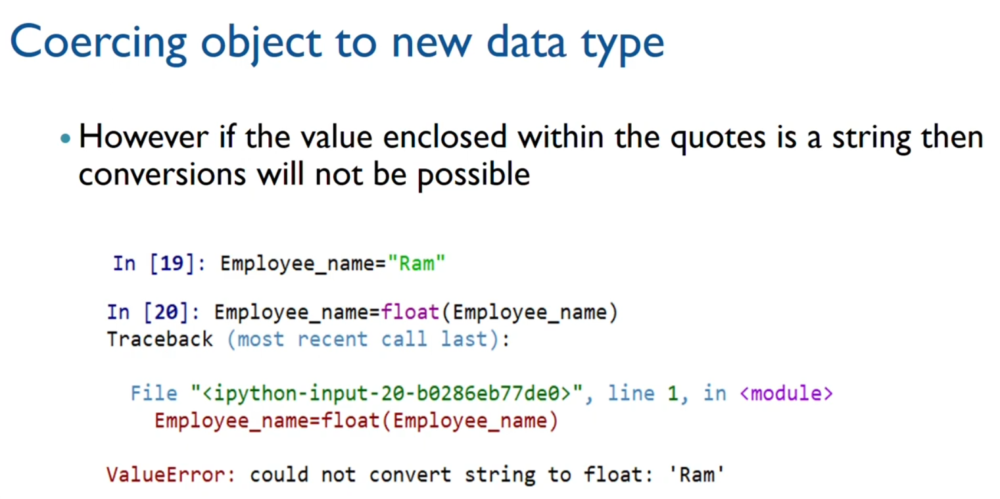 Coercing object to new data type
• However if the value enclosed within the quotes is a string then
conversions will not be possible
In [19]: Employee_name="Ram"
In [20]: Employee_name=float(Employee_name)
Traceback (most recent call last):
File "<ipython-input-20-b0286eb77de0>", line 1, in <module>
Employee_name=float(Employee_name)
ValueError: could not convert string to float: 'Ram'